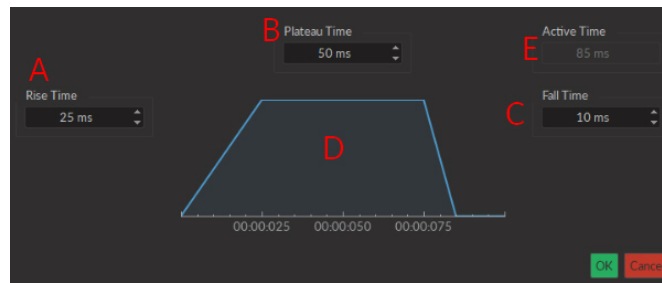 B Plateau Time
50 ms
Active Time
E 85 ms
A
Rise Time
25 ms
Fall Time
C 10 ms
D
00:00:025 00:00:050 00:00:075
OK Cance